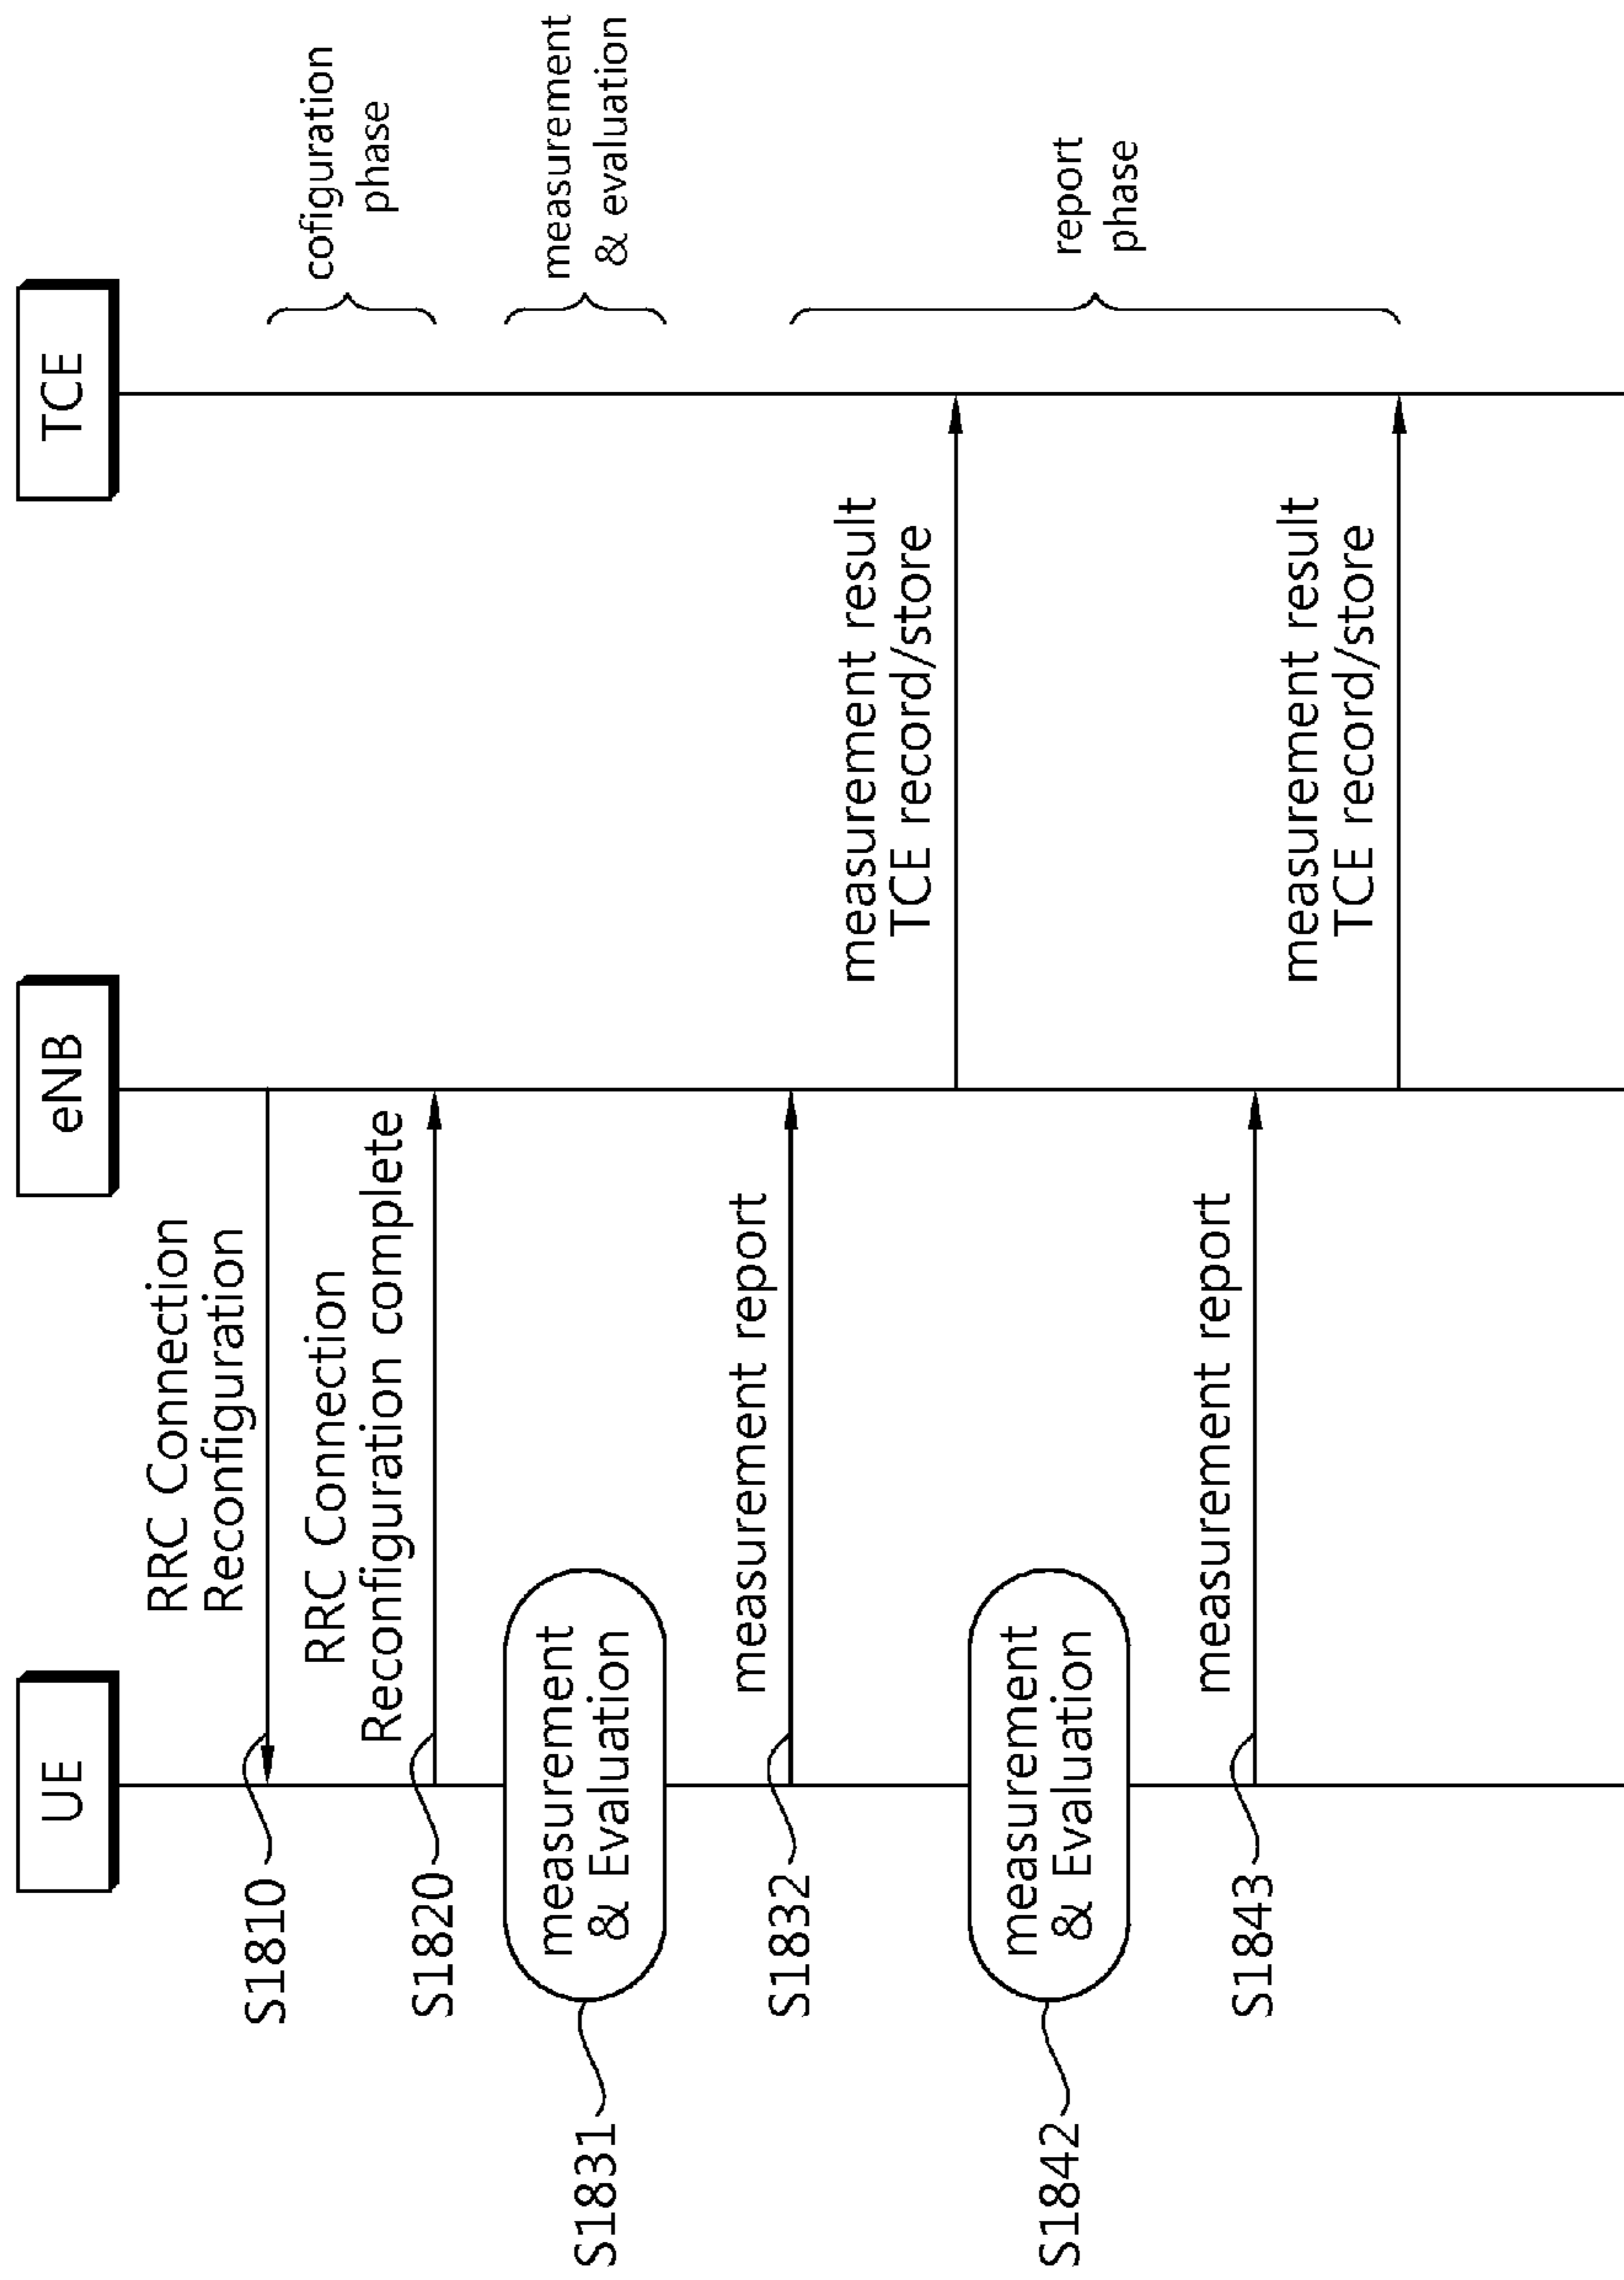 UE
eNB
TCE
RRC Connection
Reconfiguration
S1810
RRC Connection
Reconfiguration complete
S1820
cofiguration
phase
measurement
& Evaluation
S1831
measurement
& evaluation
measurement report
S1832
measurement result
TCE record/store
measurement
& Evaluation
S1842
report
phase
measurement report
S1843
measurement result
TCE record/store